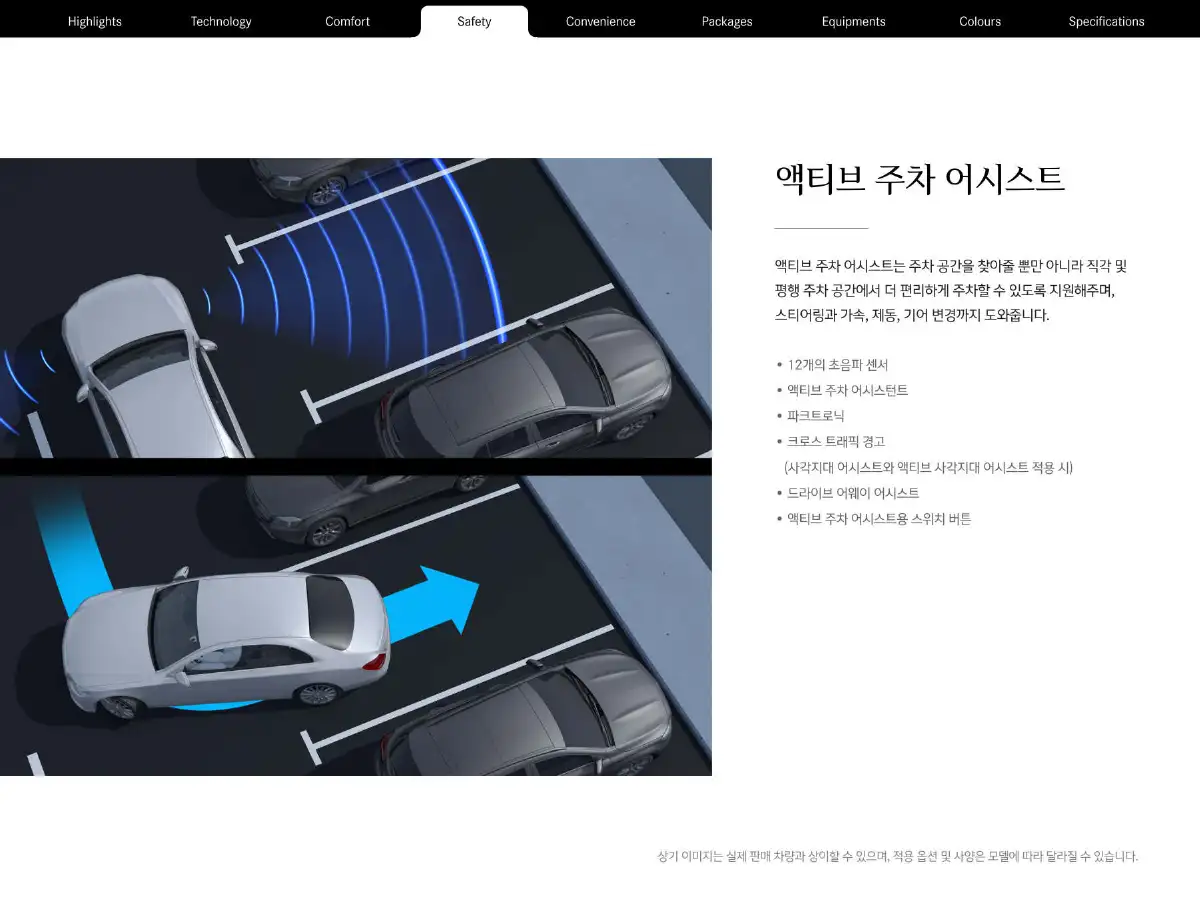 Highlights
Technology
Comfort
Safety
Convenience
Packages
Equipments
Colours
Specifications
액티브 주차 어시스트
액티브 주차 어시스트는 주차 공간을 찾아줄 뿐만 아니라 직각 및
평행 주차 공간에서 더 편리하게 주차할 수 있도록 지원해주며,
스티어링과 가속, 제동, 기어 변경까지 도와줍니다.
• 12개의 초음파 센서
• 액티브 주차 어시스턴트
• 파크트로닉
• 크로스 트래픽 경고
(사각지대 어시스트와 액티브 사각지대 어시스트 적용 시)
• 드라이브 어웨이 어시스트
• 액티브 주차 어시스트용 스위치 버튼
상기 이미지는 실제 판매 차량과 상이할 수 있으며, 적용 옵션 및 사양은 모델에 따라 달라질 수 있습니다.